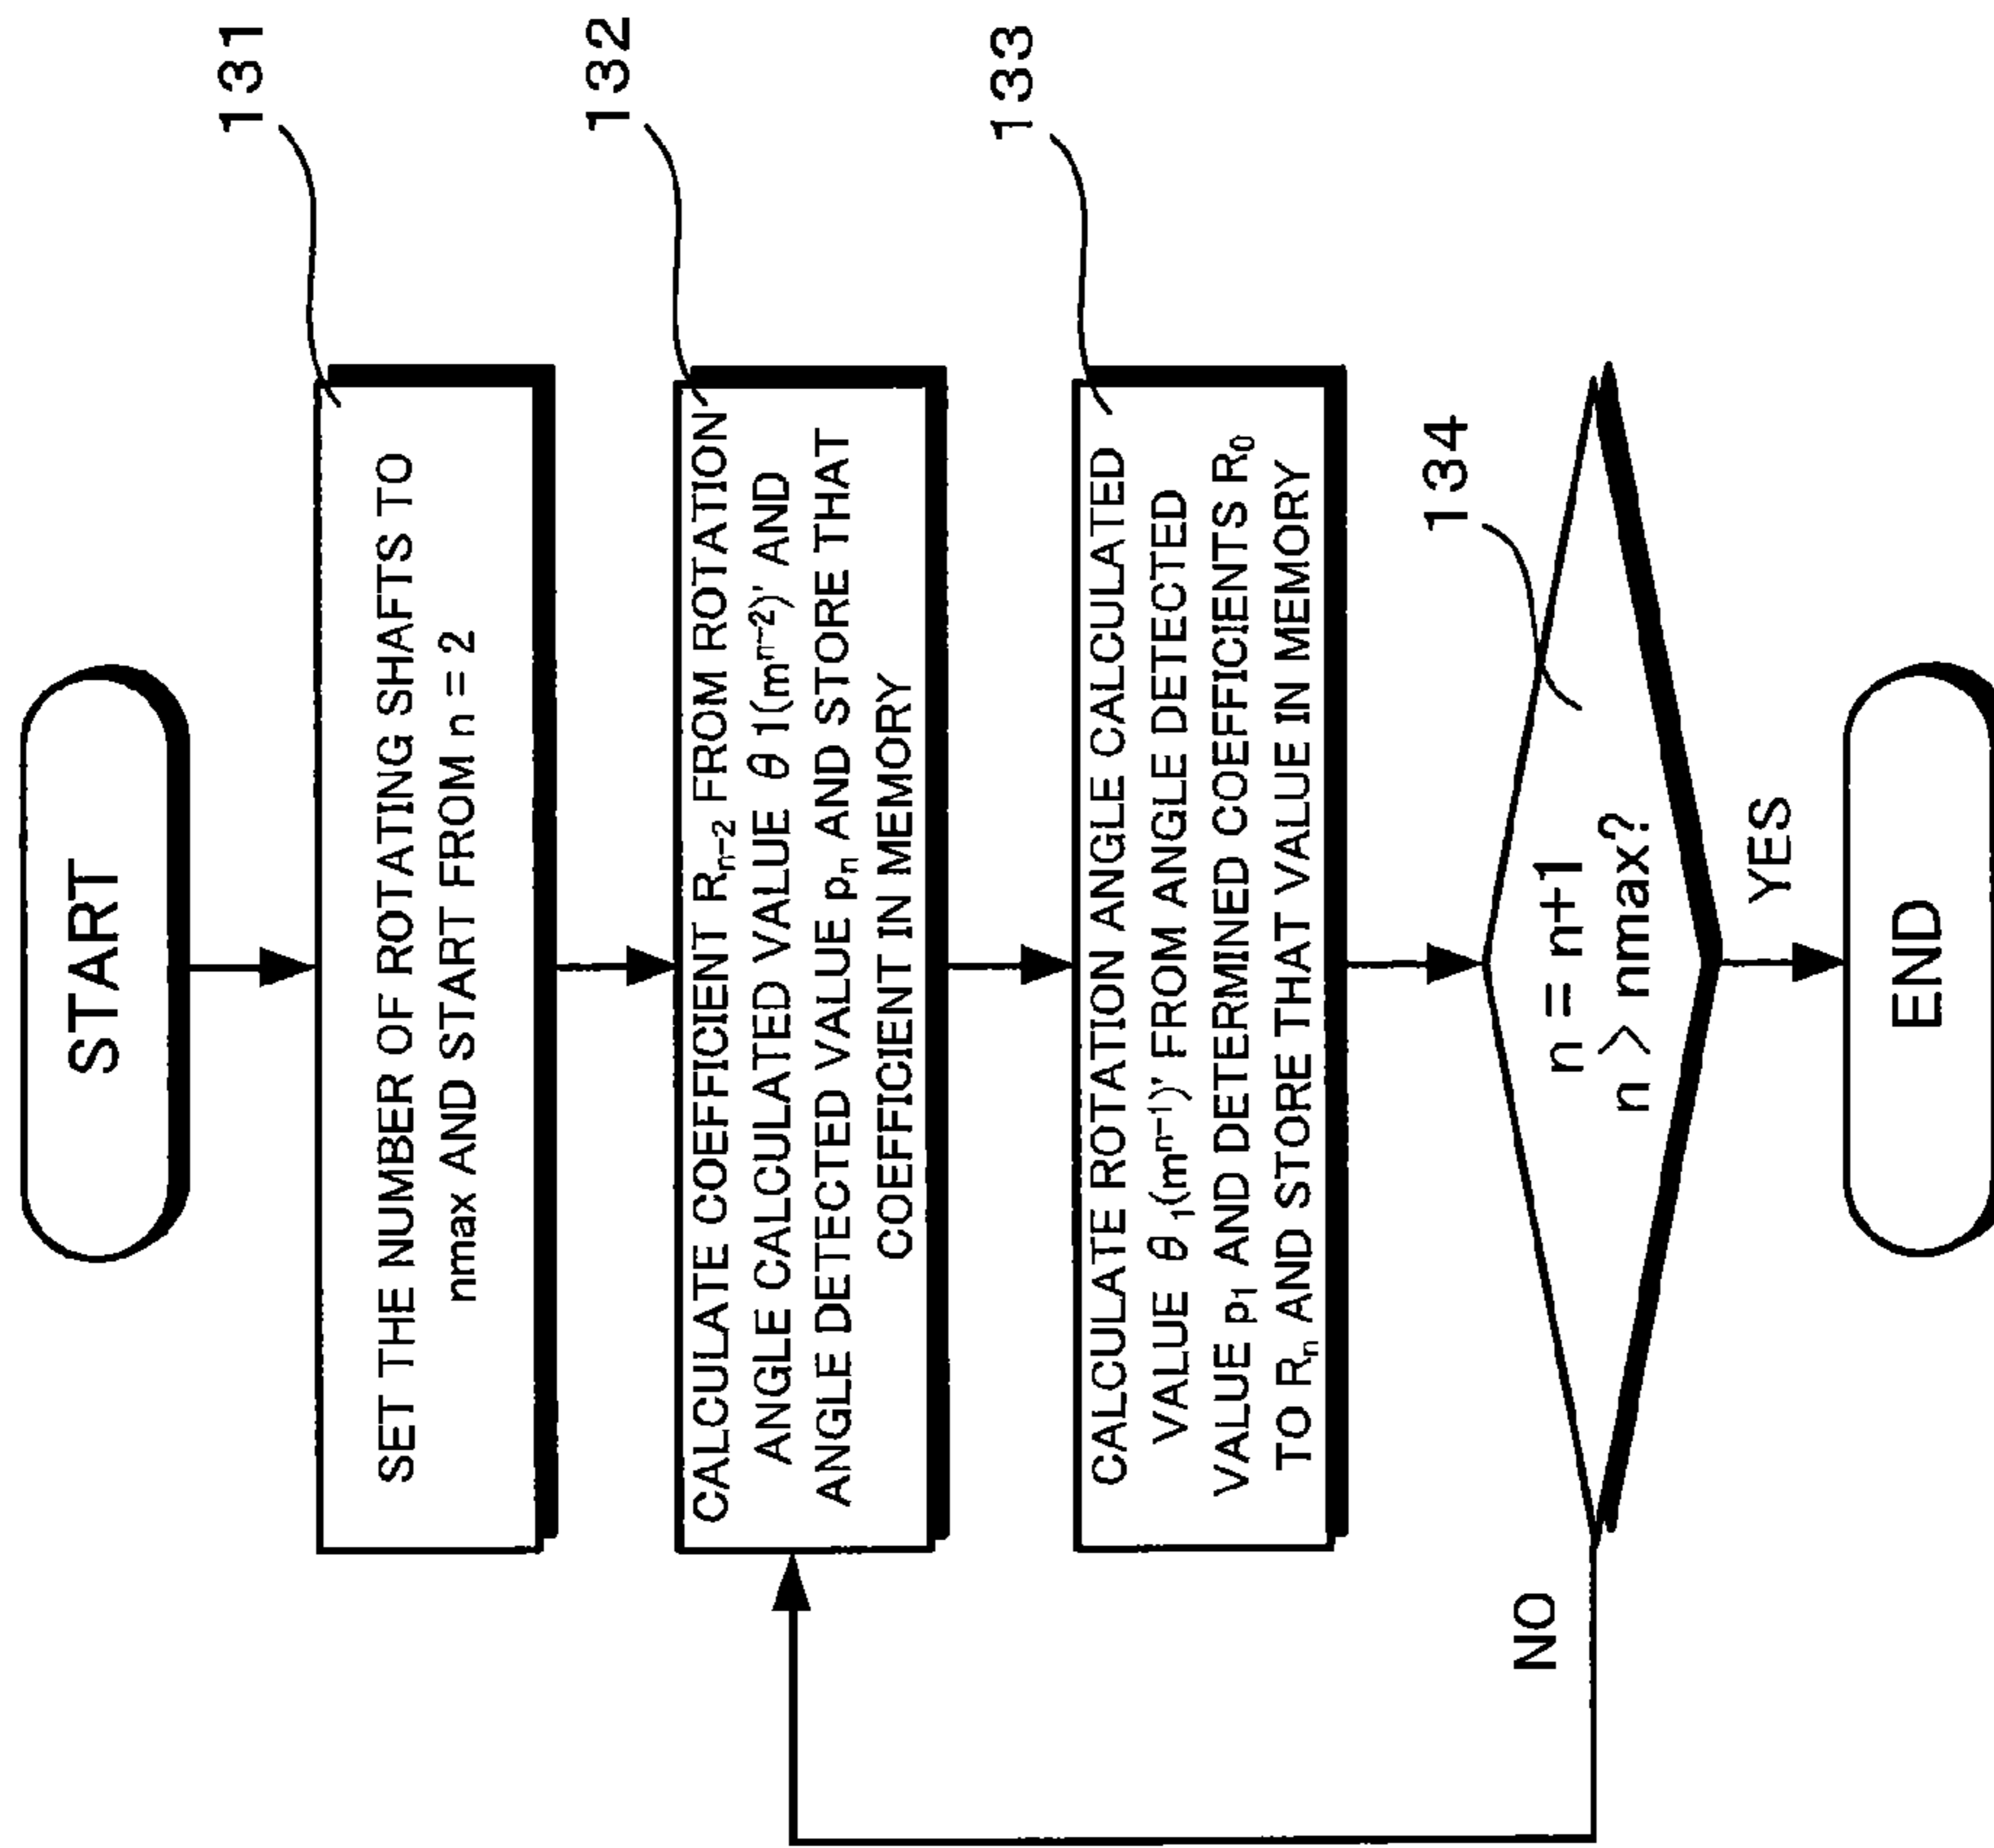 START
131
SET THE NUMBER OF ROTATING SHAFTS TO
nmax AND START FROM n = 2
132
CALCULATE COEFFICIENT Rn-2 FROM ROTATION
ANGLE CALCULATED VALUE θ1(m^n-2)' AND
ANGLE DETECTED VALUE pn AND STORE THAT
COEFFICIENT IN MEMORY
133
CALCULATE ROTATION ANGLE CALCULATED
VALUE θ1(m^n-1)' FROM ANGLE DETECTED
VALUE p1 AND DETERMINED COEFFICIENTS R0
TO Rn AND STORE THAT VALUE IN MEMORY
134
n = n+1
n > nmax?
NO
YES
END